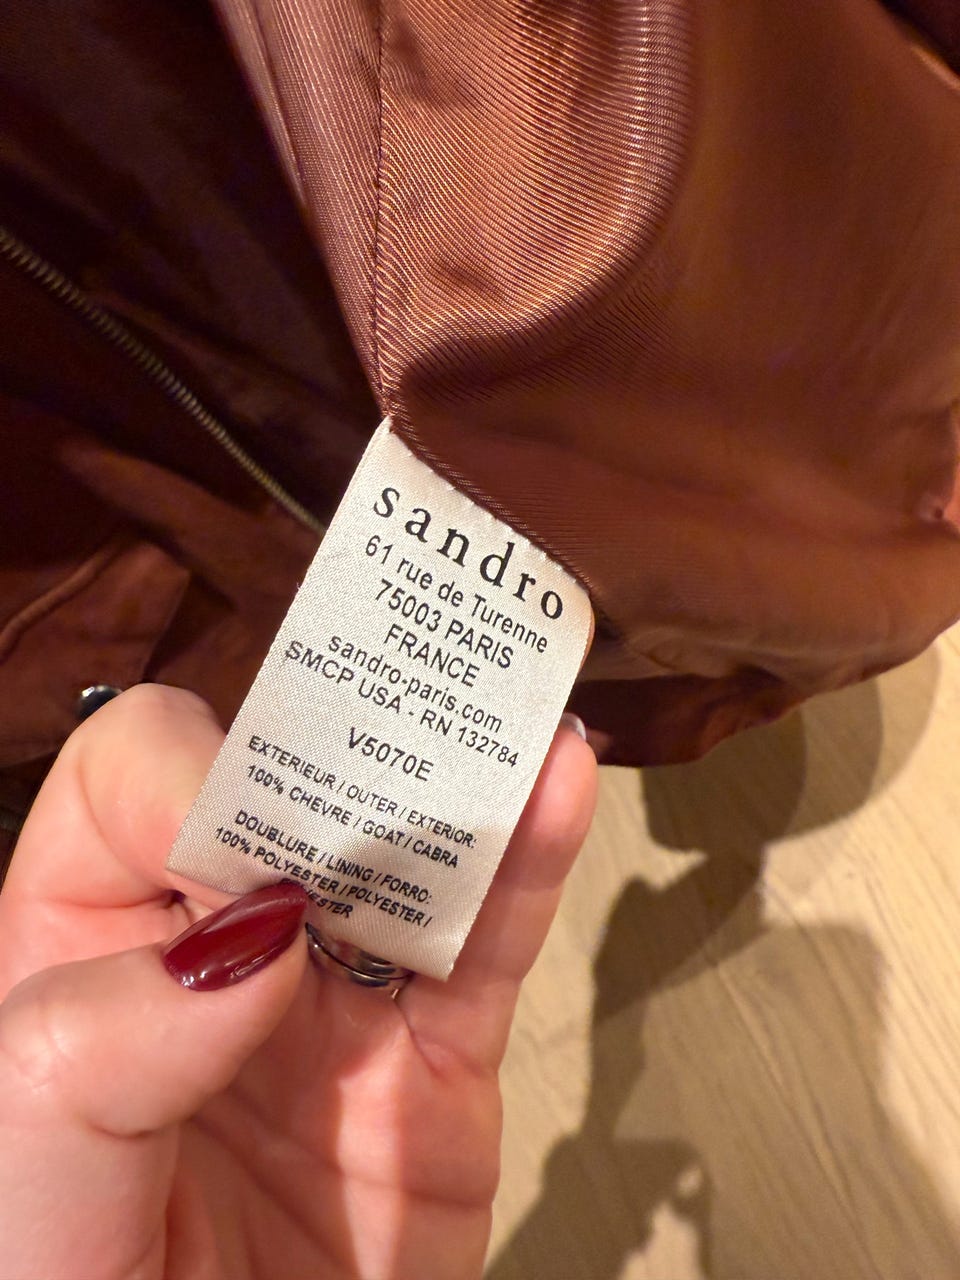 sandro
61 rue de Turenne
75003 PARIS
FRANCE
sandro-paris.com
SMCP USA - RN 132784
V5070E
EXTERIEUR / OUTER / EXTERIOR:
100% CHEVRE / GOAT / CABRA
DOUBLURE / LINING / FORRO:
100% POLYESTER / POLYESTER /